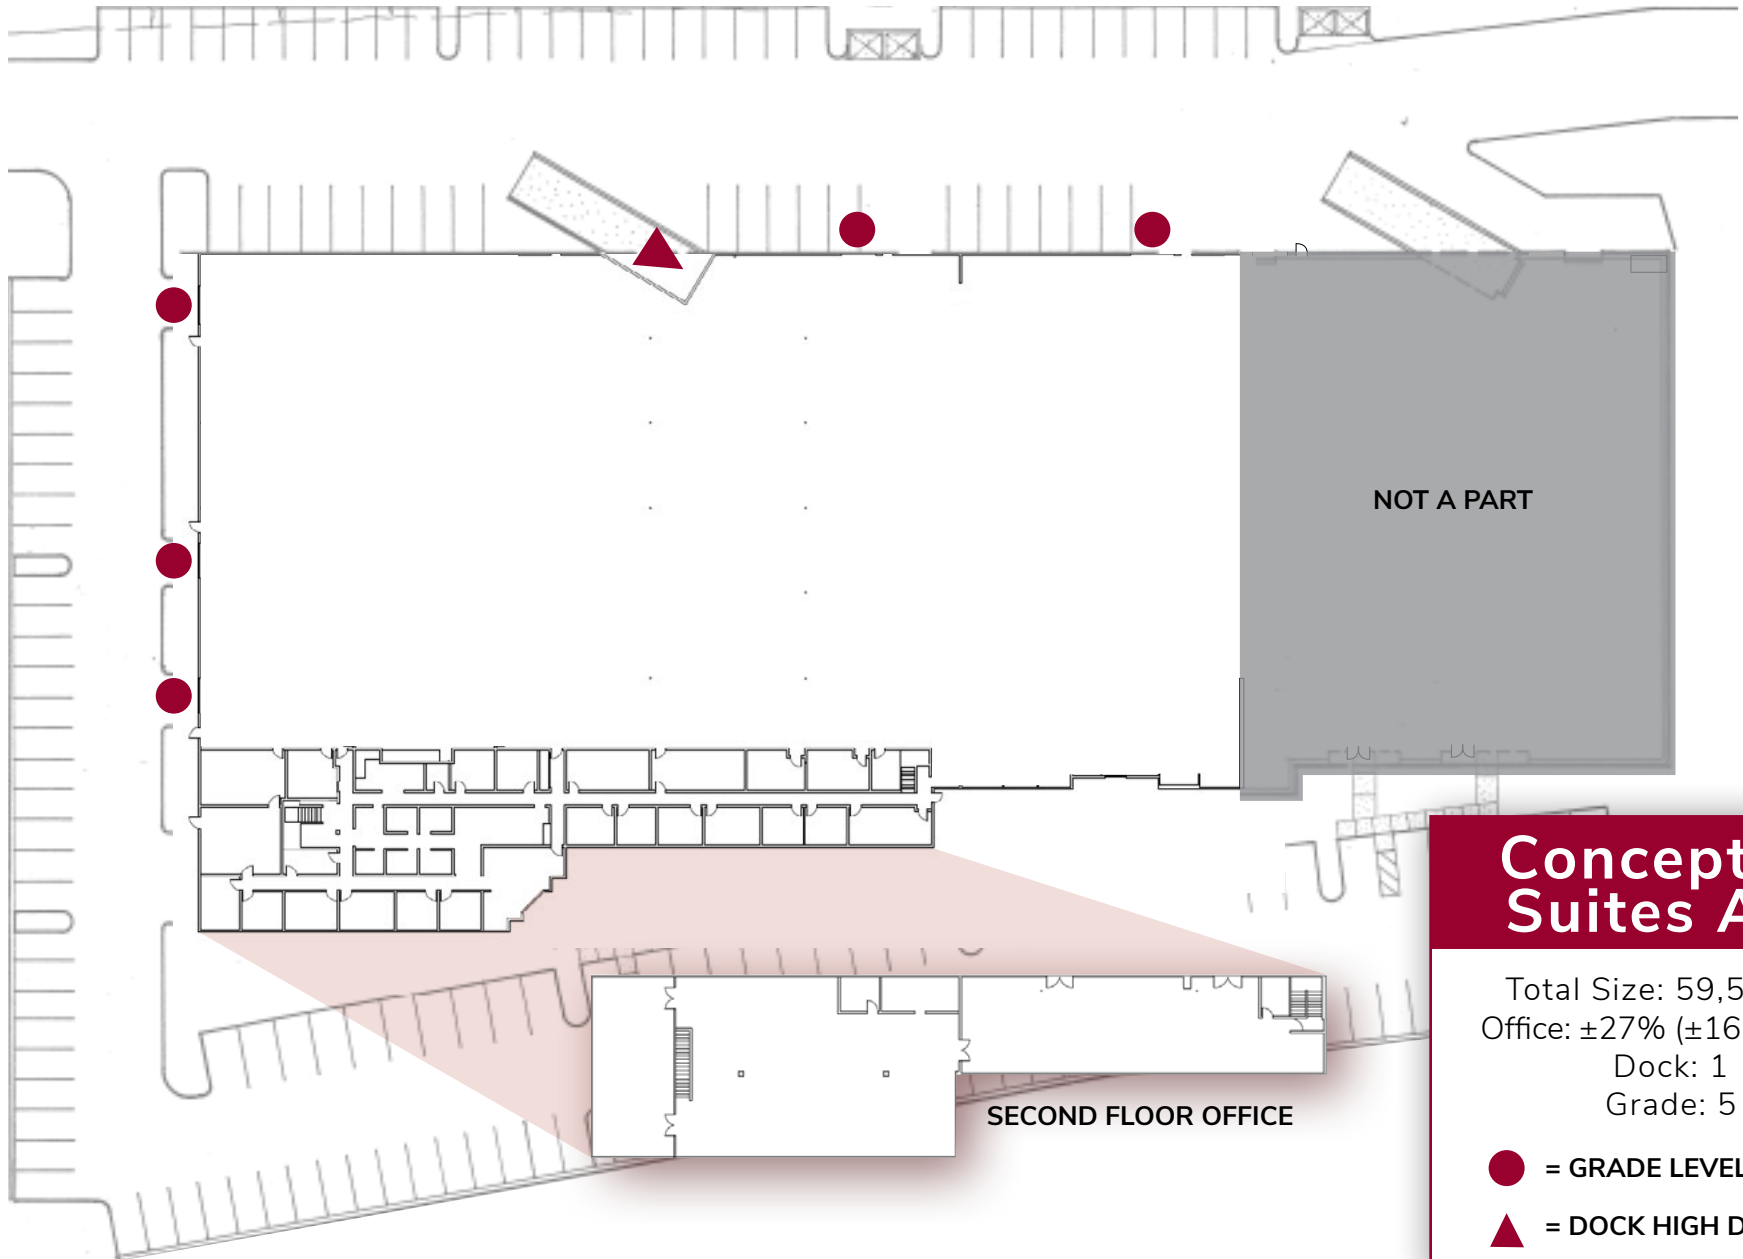 NOT A PART
Concept
Suites A
Total Size: 59,5
Office: ±27% (±16
Dock: 1
Grade: 5
SECOND FLOOR OFFICE
= GRADE LEVEL
= DOCK HIGH D